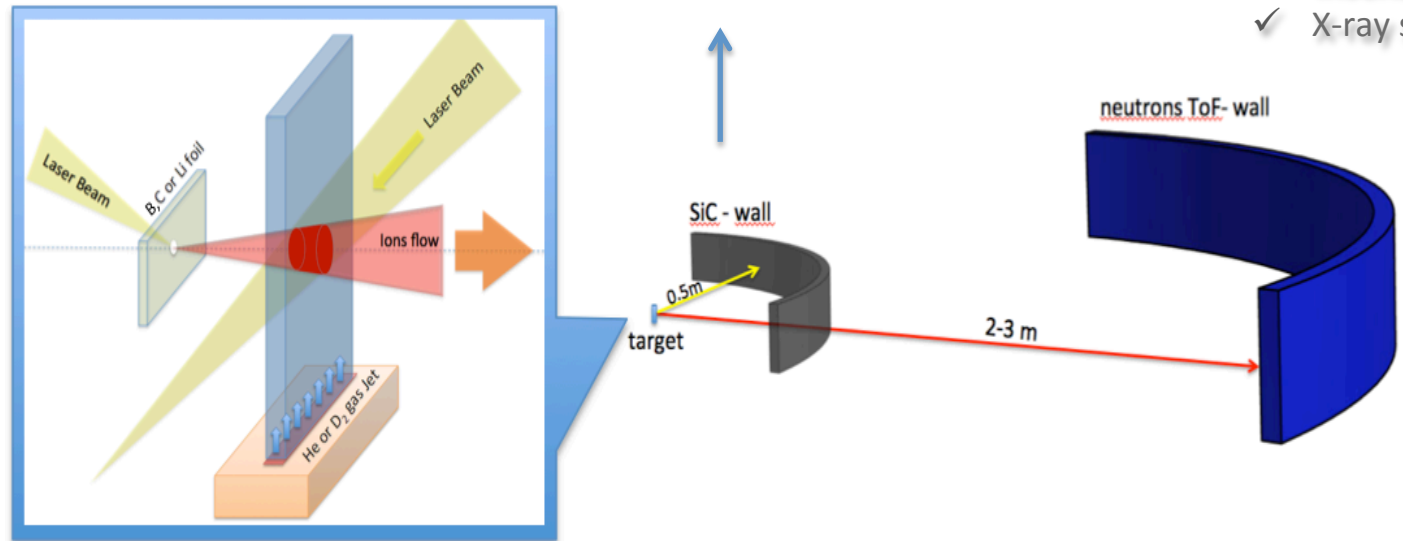 ✓ X-ray s
neutrons ToF- wall
Laser Beam
Laser Beam
B,C or Li foil
SiC - wall
Ions flow
0.5m
2-3 m
target
He or D₂ gas Jet